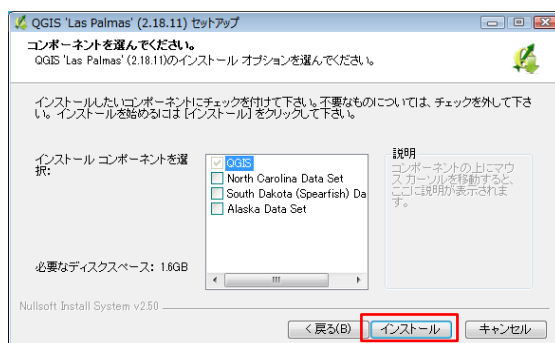 QGIS 'Las Palmas' (2.18.11) セットアップ
コンポーネントを選んでください。
QGIS 'Las Palmas' (2.18.11)のインストール オプションを選んでください。
インストールしたいコンポーネントにチェックを付けて下さい。不要なものについては、チェックを外して下さ
い。 インストールを始めるには [インストール] をクリックして下さい。
インストール コンポーネントを選
択:
QGIS
North Carolina Data Set
South Dakota (Spearfish) Da
Alaska Data Set
説明
コンポーネントの上にマウ
ス カーソルを移動すると、
ここに説明が表示されま
す。
必要なディスクスペース: 1.6GB
Nullsoft Install System v2.50
< 戻る(B)
インストール
キャンセル